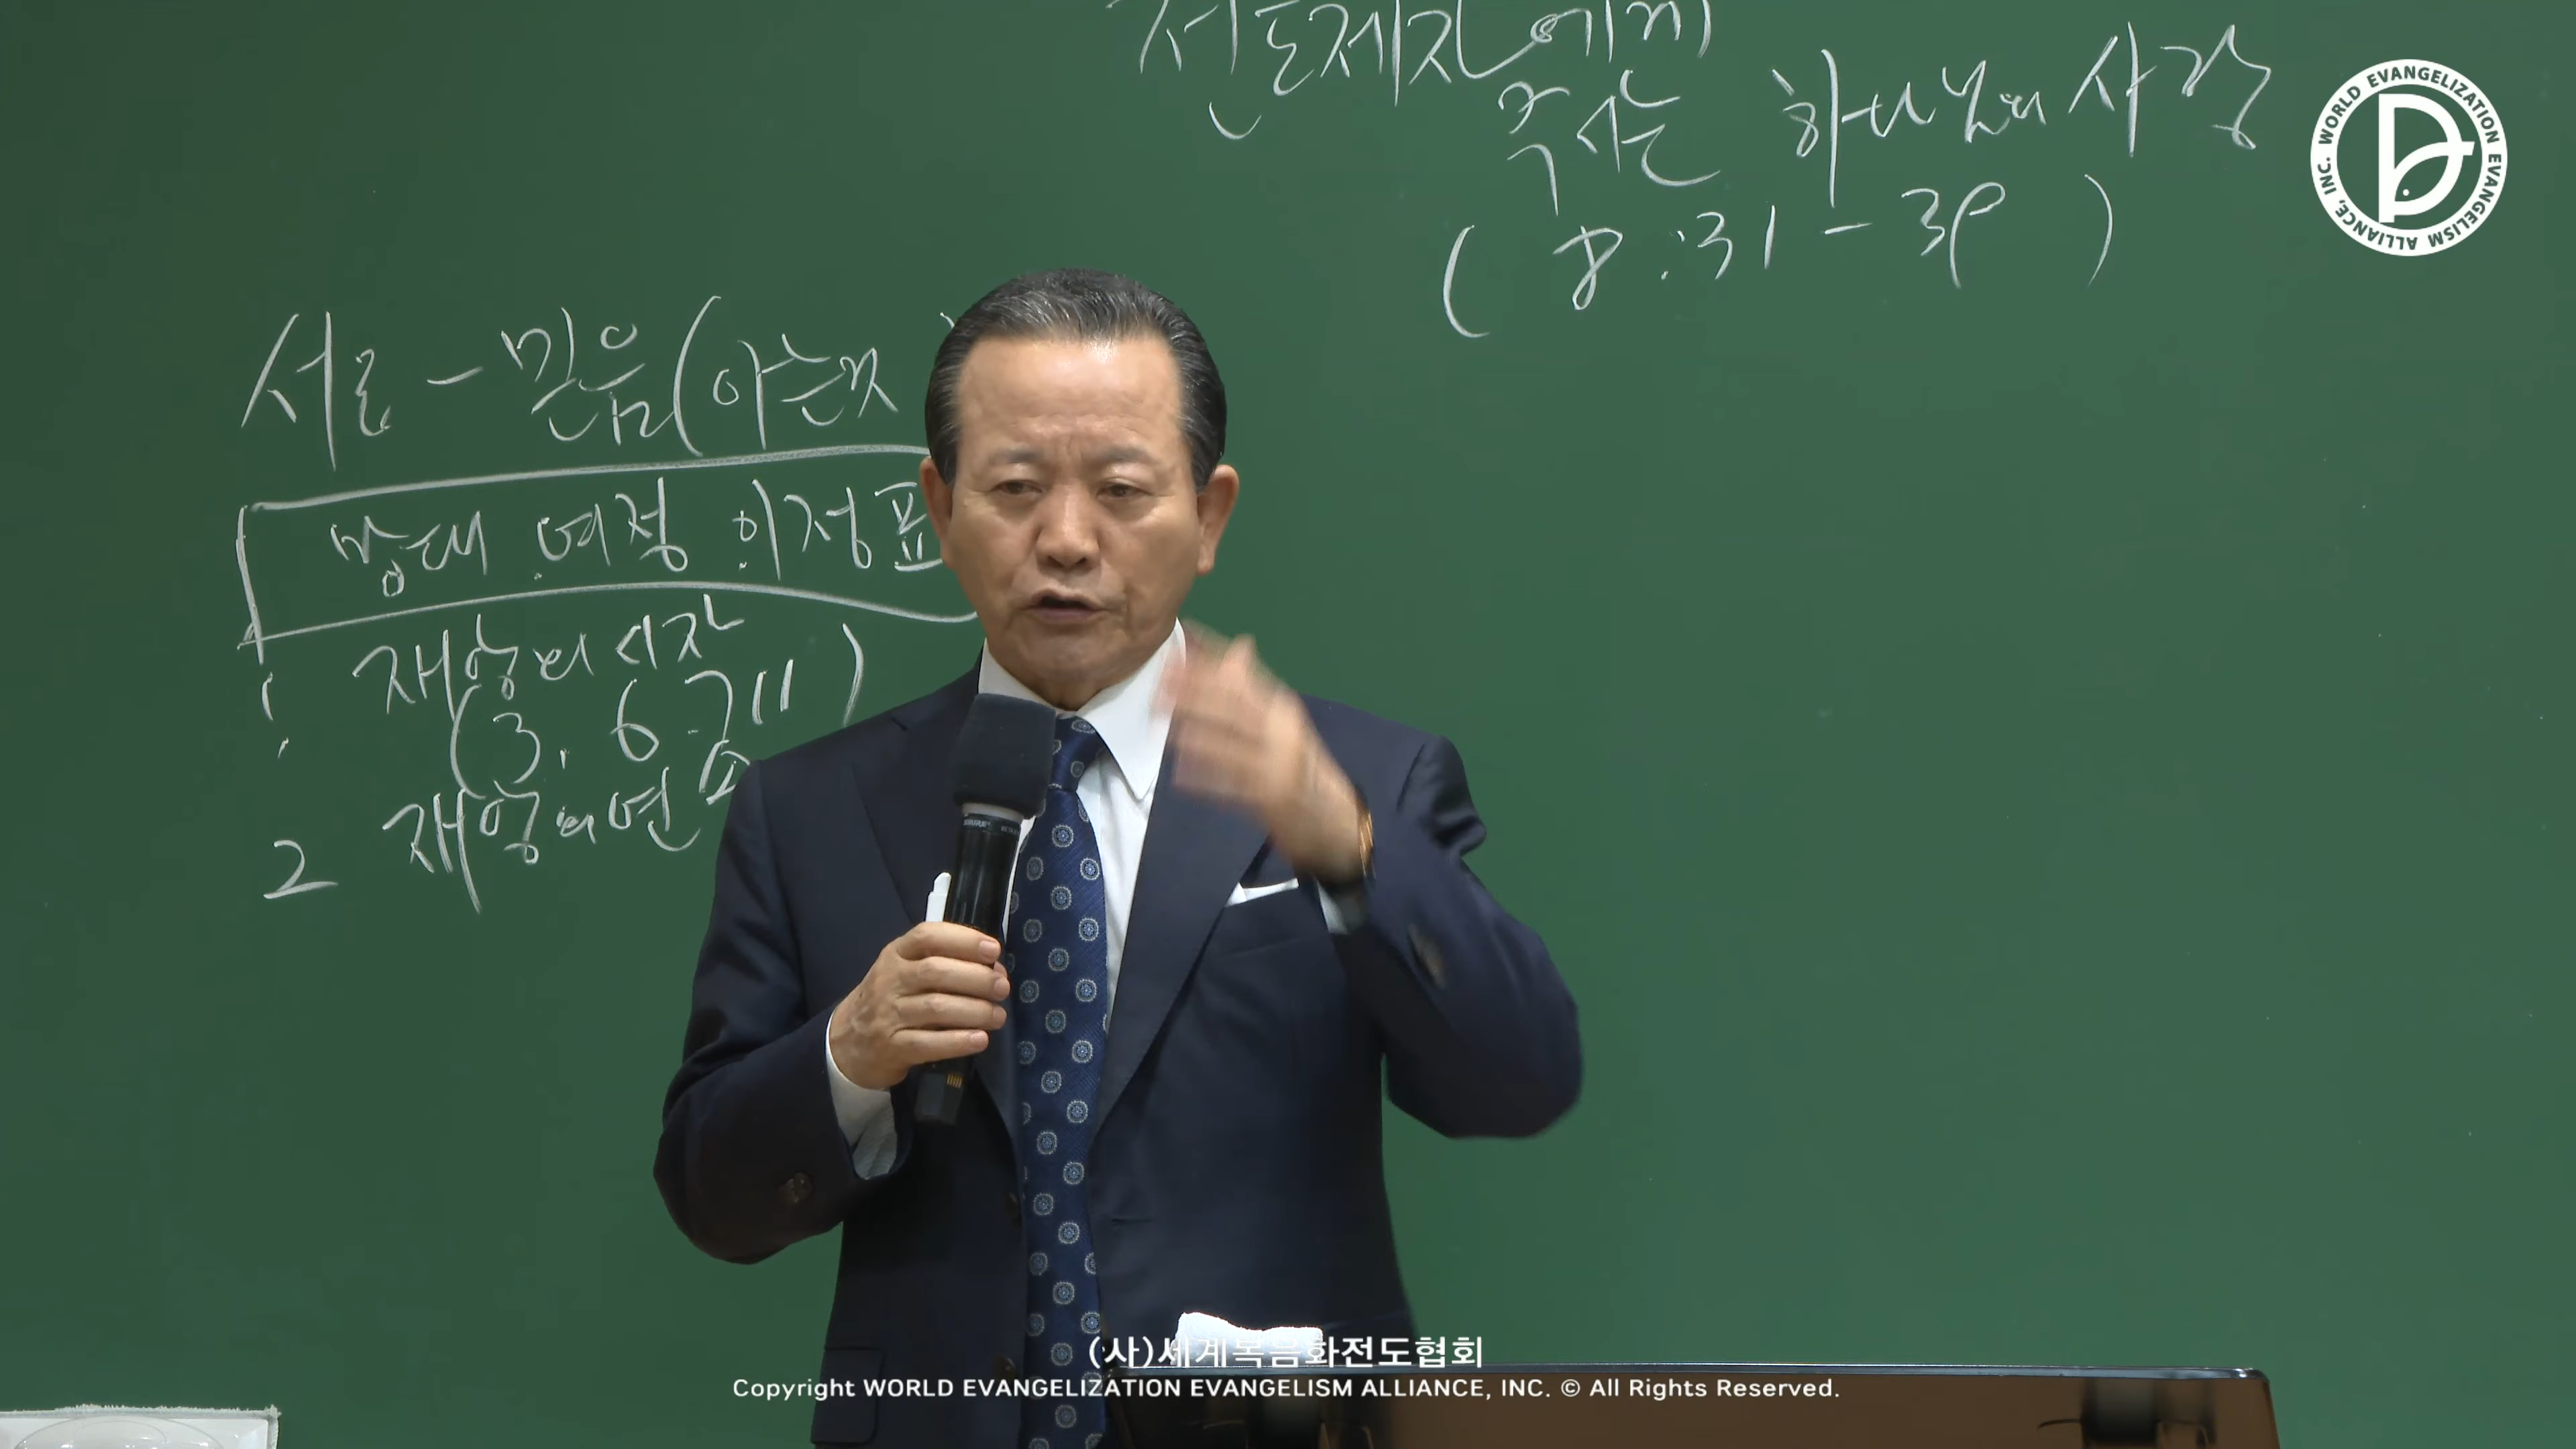 전도제자에게
주시는 하나님의 사랑
(8:31-39)
서론-믿음(아는것
망대 여정 이정표
1 재앙의 시작
(3.6.11)
2 재앙의 연
WORLD EVANGELIZATION EVANGELISM ALLIANCE, INC.
(사)세계복음화전도협회
Copyright WORLD EVANGELIZATION EVANGELISM ALLIANCE, INC. © All Rights Reserved.